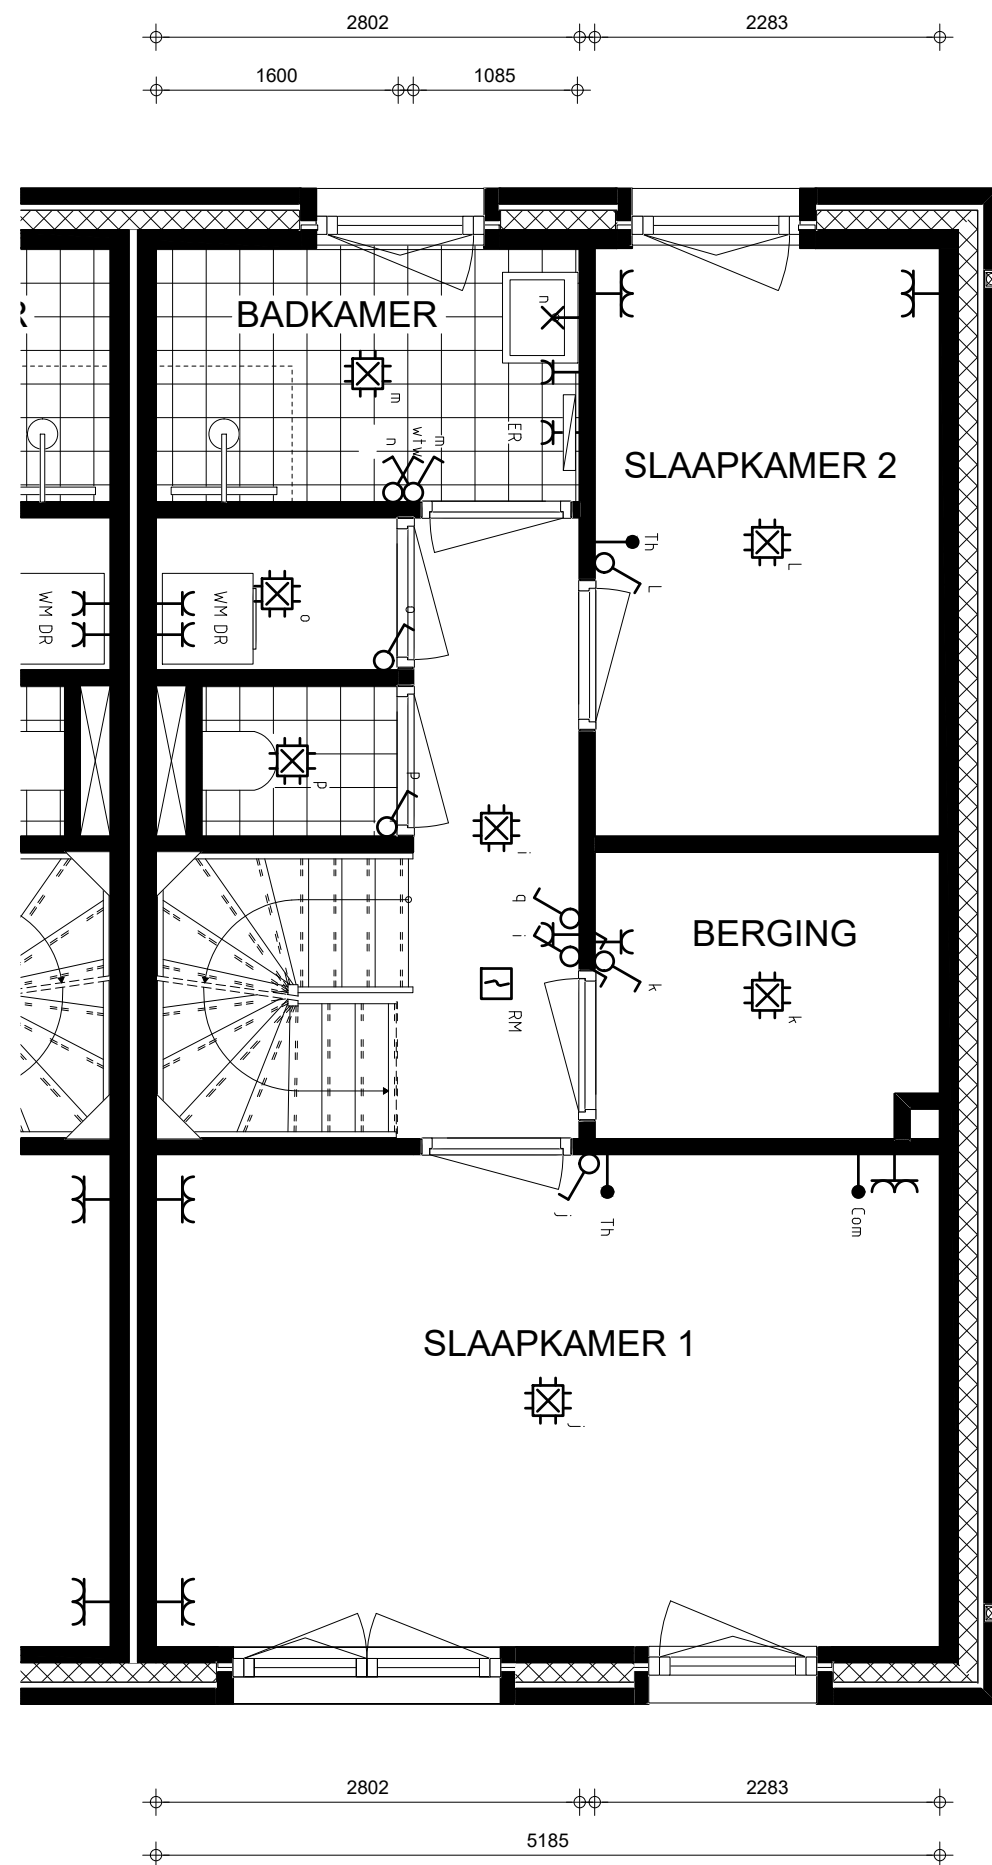 2802
2283
1600
1085
R
BADKAMER
n
m
ER
n
wtw
m
SLAAPKAMER 2
Th
L
L
WM DR
WM DR
o
o
p
p
i
q
i
BERGING
k
k
RM
j
Th
Com
SLAAPKAMER 1
j
2802
2283
5185